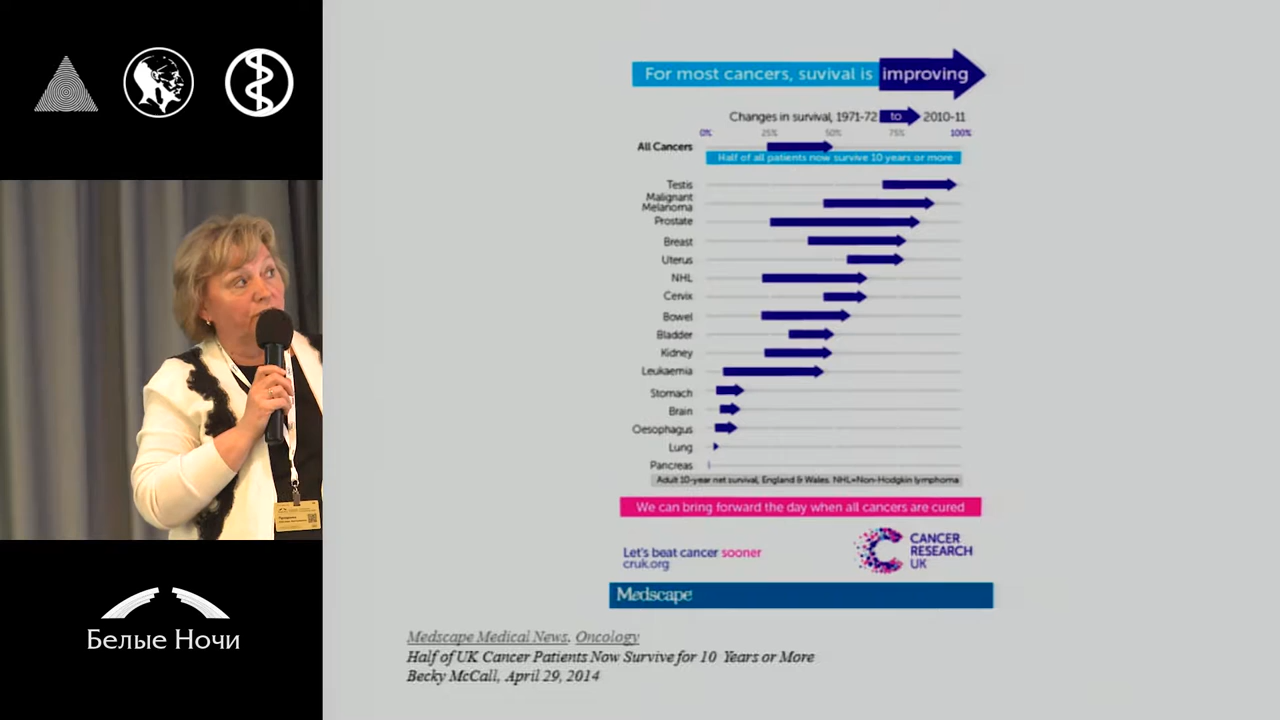 For most cancers, suvival is improving
Changes in survival, 1971-72 to 2010-11
0% 25% 50% 75% 100%
All Cancers
Half of all patients now survive 10 years or more
Testis
Malignant
Melanoma
Prostate
Breast
Uterus
NHL
Cervix
Bowel
Bladder
Kidney
Leukaemia
Stomach
Brain
Oesophagus
Lung
Pancreas
Adult 10-year net survival, England & Wales. NHL=Non-Hodgkin lymphoma
We can bring forward the day when all cancers are cured
Let's beat cancer sooner
cruk.org
CANCER
RESEARCH
UK
Medscape
Medscape Medical News, Oncology
Half of UK Cancer Patients Now Survive for 10 Years or More
Becky McCall, April 29, 2014
Белые Ночи